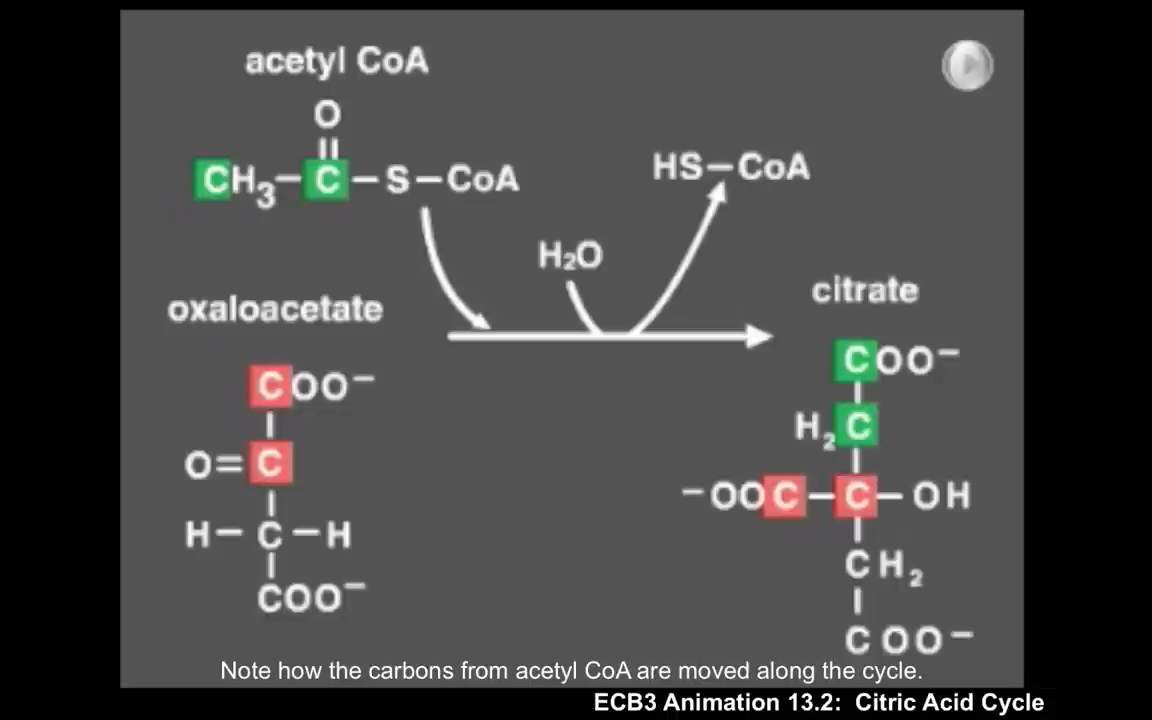 acetyl CoA
O
CH₃–C–S–CoA
HS–CoA
H₂O
oxaloacetate
COO⁻
O=C
H–C–H
COO⁻
citrate
COO⁻
H₂C
⁻OOC–C–OH
CH₂
COO⁻
Note how the carbons from acetyl CoA are moved along the cycle.
ECB3 Animation 13.2: Citric Acid Cycle